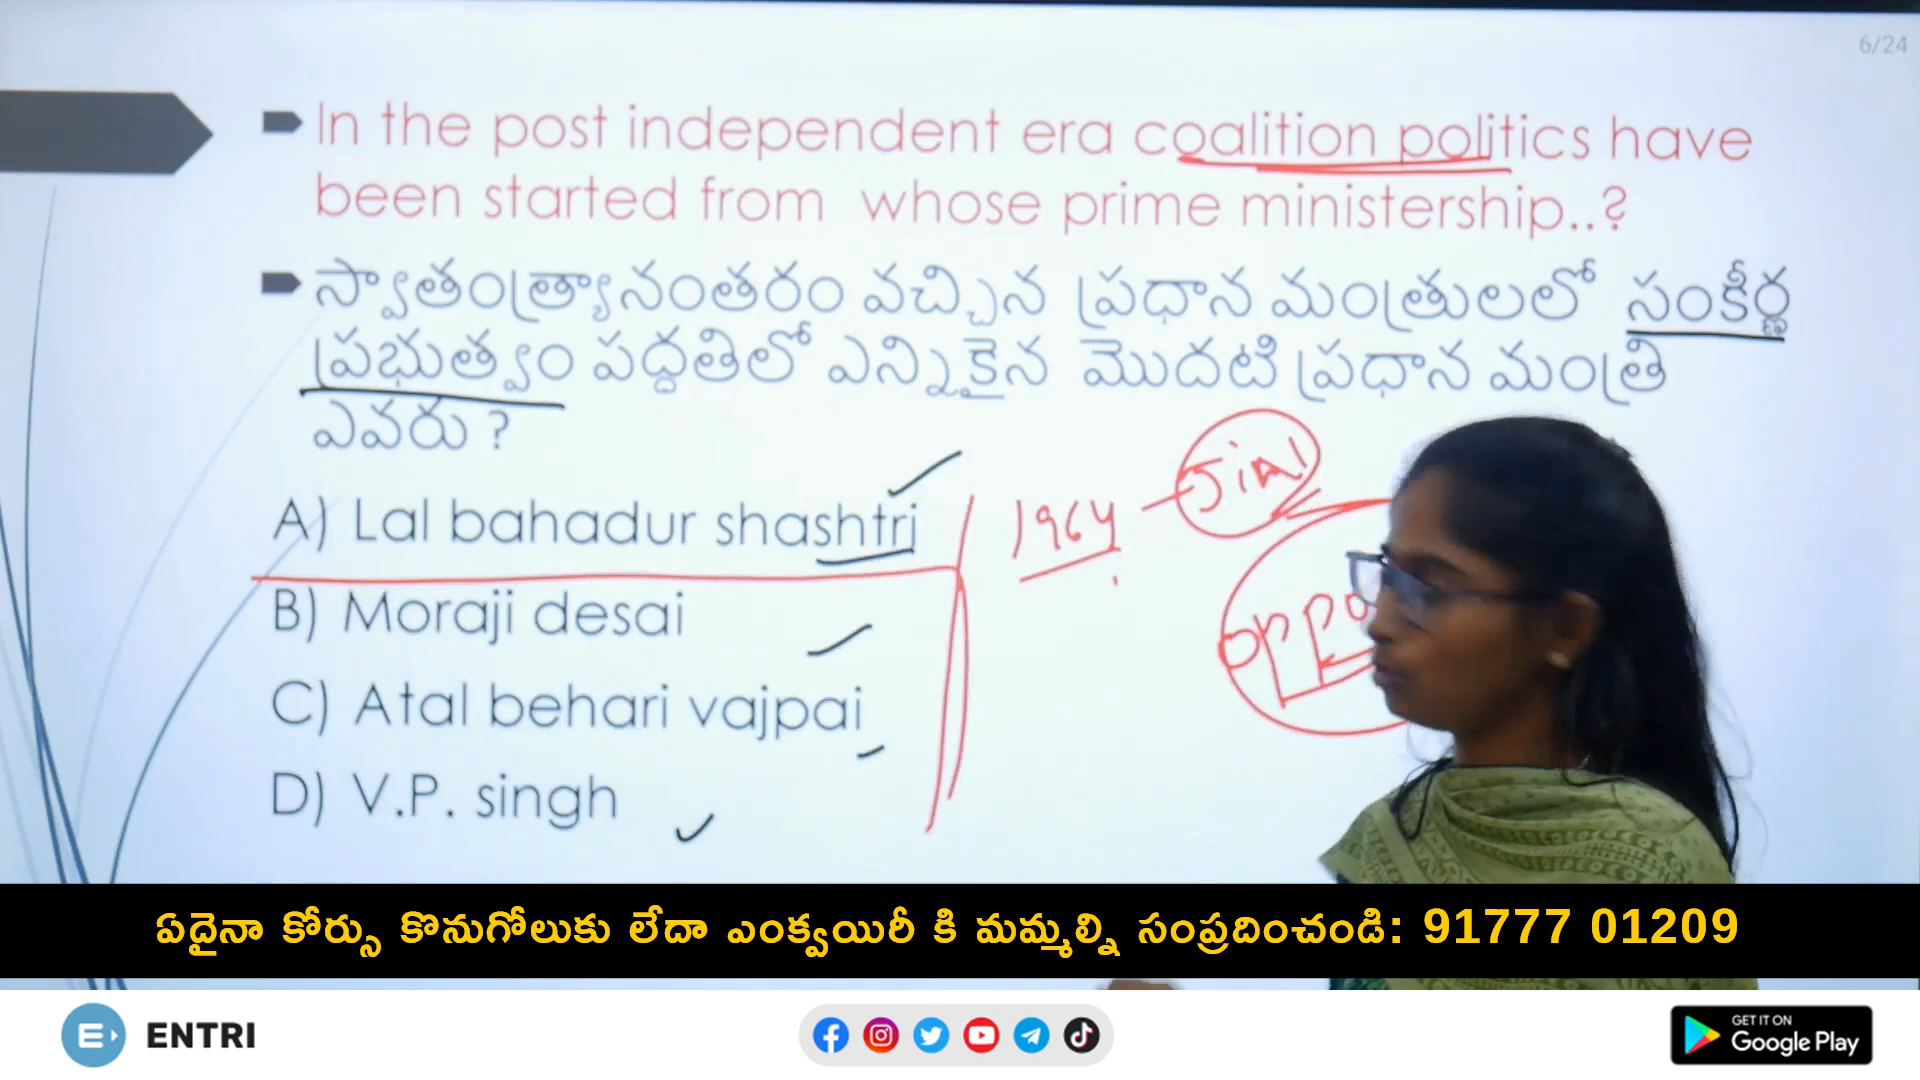 6/24
In the post independent era coalition politics have
been started from whose prime ministership..?
స్వాతంత్ర్యానంతరం వచ్చిన ప్రధాన మంత్రులలో సంకీర్ణ
ప్రభుత్వం పద్దతిలో ఎన్నికైన మొదటి ప్రధాన మంత్రి
ఎవరు ?
A) Lal bahadur shashtri
1964
B) Moraji desai
oppo
C) Atal behari vajpai
D) V.P. singh
ఏదైనా కోర్సు కొనుగోలుకు లేదా ఎంక్వయిరీ కి మమ్మల్ని సంప్రదించండి: 91777 01209
ENTRI
GET IT ON
Google Play